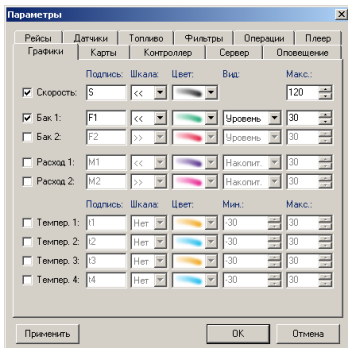 Параметры
Рейсы Датчики Топливо Фильтры Операции Плеер
Графики Карты Контроллер Сервер Оповещение
Подпись: Шкала: Цвет: Вид: Макс.:
Скорость: S << 120
Бак 1: F1 << Уровень 30
Бак 2: F2 >> Уровень 30
Расход 1: M1 << Накопит. 30
Расход 2: M2 >> Накопит. 30
Подпись: Шкала: Цвет: Мин.: Макс.:
Темпер. 1: t1 Нет -30 30
Темпер. 2: t2 Нет -30 30
Темпер. 3: t3 Нет -30 30
Темпер. 4: t4 Нет -30 30
Применить OK Отмена